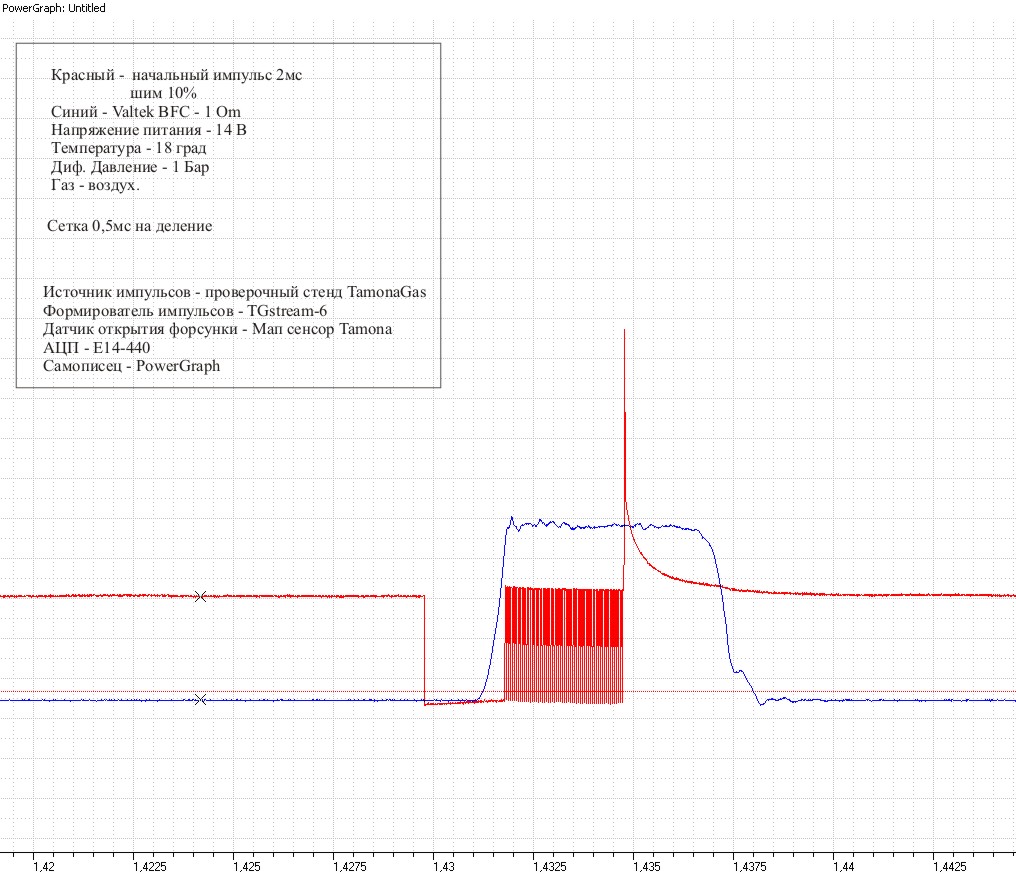 PowerGraph: Untitled
Красный - начальный импульс 2мс
шим 10%
Синий - Valtek BFC - 1 Om
Напряжение питания - 14 В
Температура - 18 град
Диф. Давление - 1 Бар
Газ - воздух.
Сетка 0,5мс на деление
Источник импульсов - проверочный стенд TamonaGas
Формирователь импульсов - TGstream-6
Датчик открытия форсунки - Мап сенсор Tamona
АЦП - E14-440
Самописец - PowerGraph
1,42 1,4225 1,425 1,4275 1,43 1,4325 1,435 1,4375 1,44 1,4425